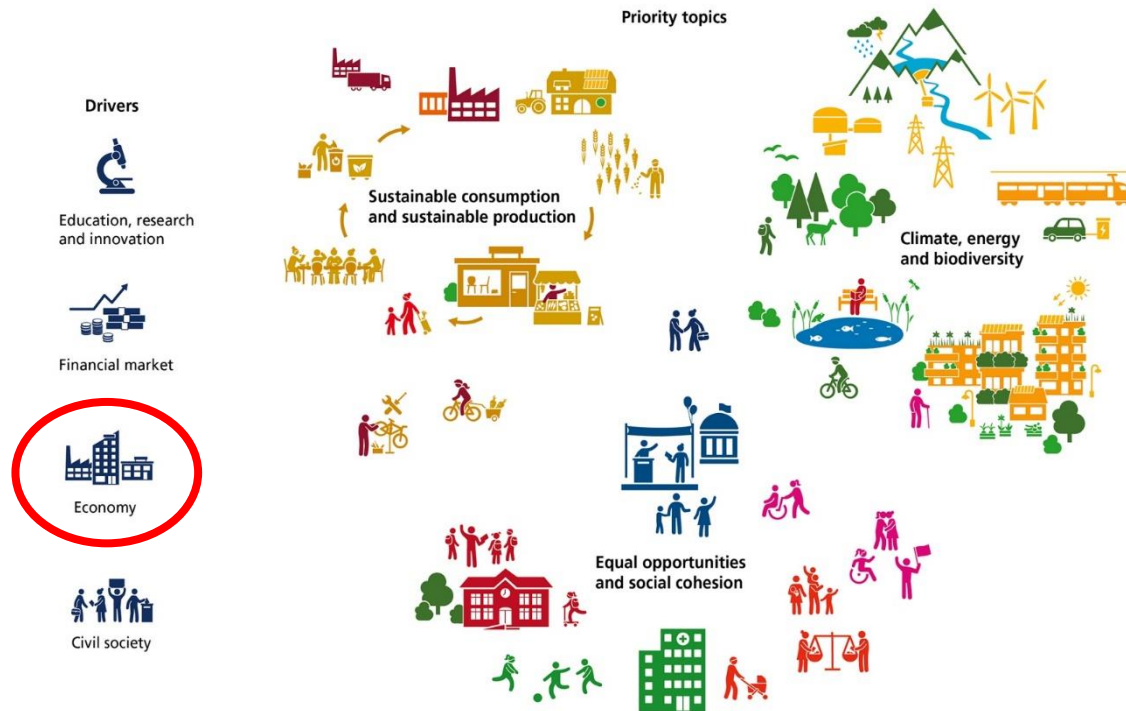 Priority topics
Drivers
Education, research
and innovation
Financial market
Economy
Civil society
Sustainable consumption
and sustainable production
Climate, energy
and biodiversity
Equal opportunities
and social cohesion